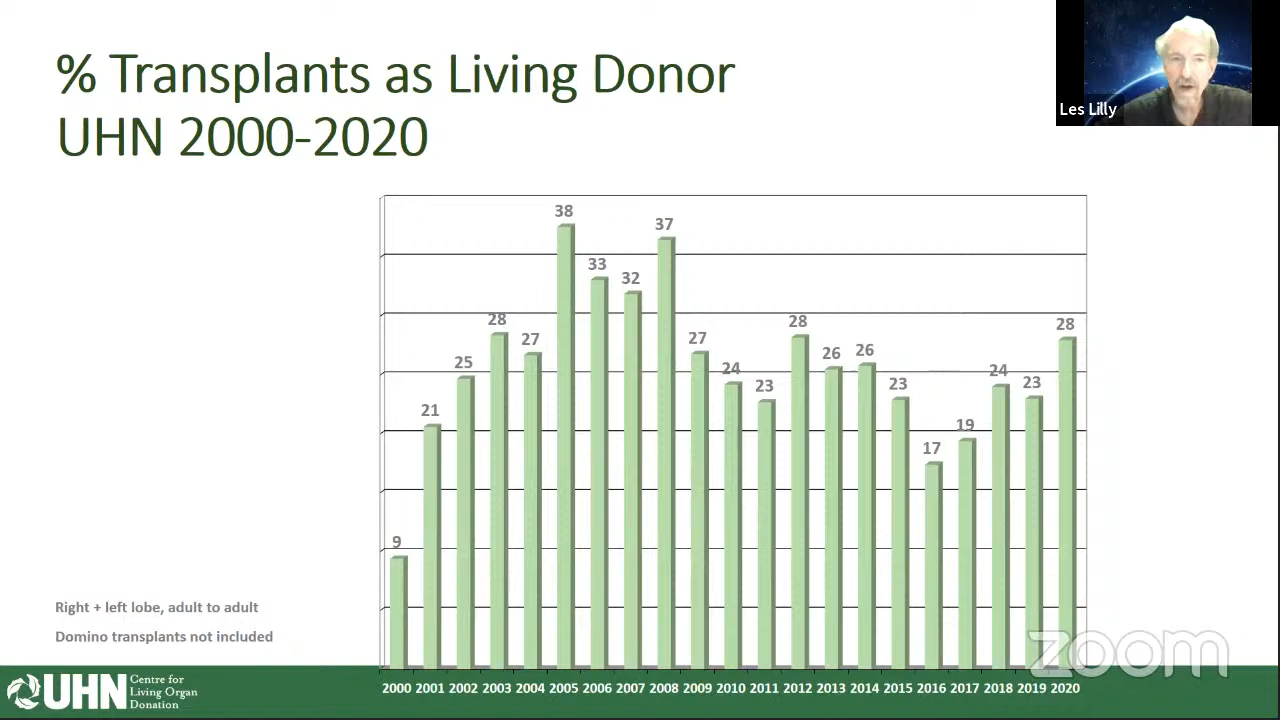 % Transplants as Living Donor
UHN 2000-2020
Les Lilly
38
37
33
32
28
28
28
27
27
26
26
25
24
24
23
23
23
21
19
17
9
Right + left lobe, adult to adult
Domino transplants not included
zoom
2000 2001 2002 2003 2004 2005 2006 2007 2008 2009 2010 2011 2012 2013 2014 2015 2016 2017 2018 2019 2020
UHN
Centre for
Living Organ
Donation